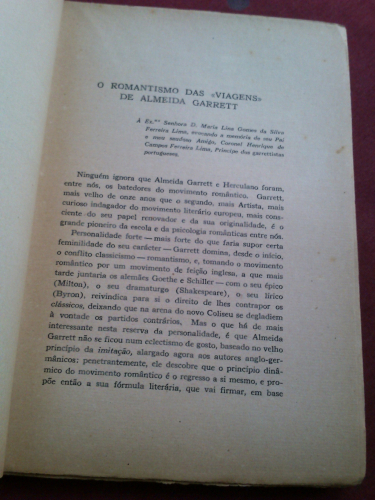 O ROMANTISMO DAS «VIAGENS»
DE ALMEIDA GARRETT
À Ex.ma Senhora D. Maria Lina Gomes da Silva
Ferreira Lima, evocando a memória de seu Pai
e meu saudoso Amigo, Coronel Henrique de
Campos Ferreira Lima, Príncipe dos garrettistas
portugueses.
Ninguém ignora que Almeida Garrett e Herculano foram,
entre nós, os batedores do movimento romântico. Garrett,
mais velho de onze anos que o segundo, mais Artista, mais
curioso indagador do movimento literário europeu, mais cons-
ciente do seu papel renovador e da sua originalidade, é o
grande pioneiro da escola e da psicologia românticas entre nós.
Personalidade forte — mais forte do que faria supor certa
feminilidade do seu carácter — Garrett domina, desde o início,
o conflito classicismo — romantismo, e, tomando o movimento
romântico por um movimento de feição inglesa, a que mais
tarde juntaria os alemães Goethe e Schiller — com o seu épico
(Milton), o seu dramaturgo (Shakespeare), o seu lírico
(Byron), reivindica para si o direito de lhes contrapor os
clássicos, deixando que na arena do novo Coliseu se degladiem
à vontade os partidos contrários. Mas o que há de mais
interessante nesta reserva da personalidade, é que Almeida
Garrett não se ficou num eclectismo de gosto, baseado no velho
princípio da imitação, alargado agora aos autores anglo-ger-
mânicos: penetrantemente, ele descobre que o princípio dinâ-
mico do movimento romântico é o regresso a si mesmo, e pro-
põe então a sua fórmula literária, que vai firmar, em base